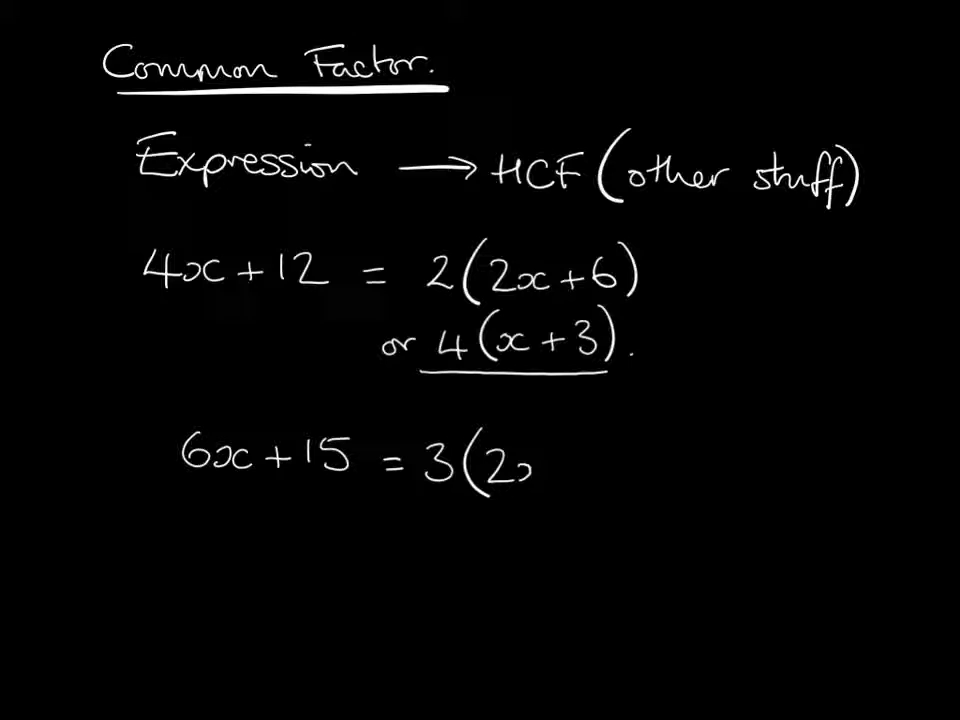 Common Factor.
Expression → HCF (other stuff)
4x + 12 = 2(2x + 6)
or 4(x + 3).
6x + 15 = 3(2